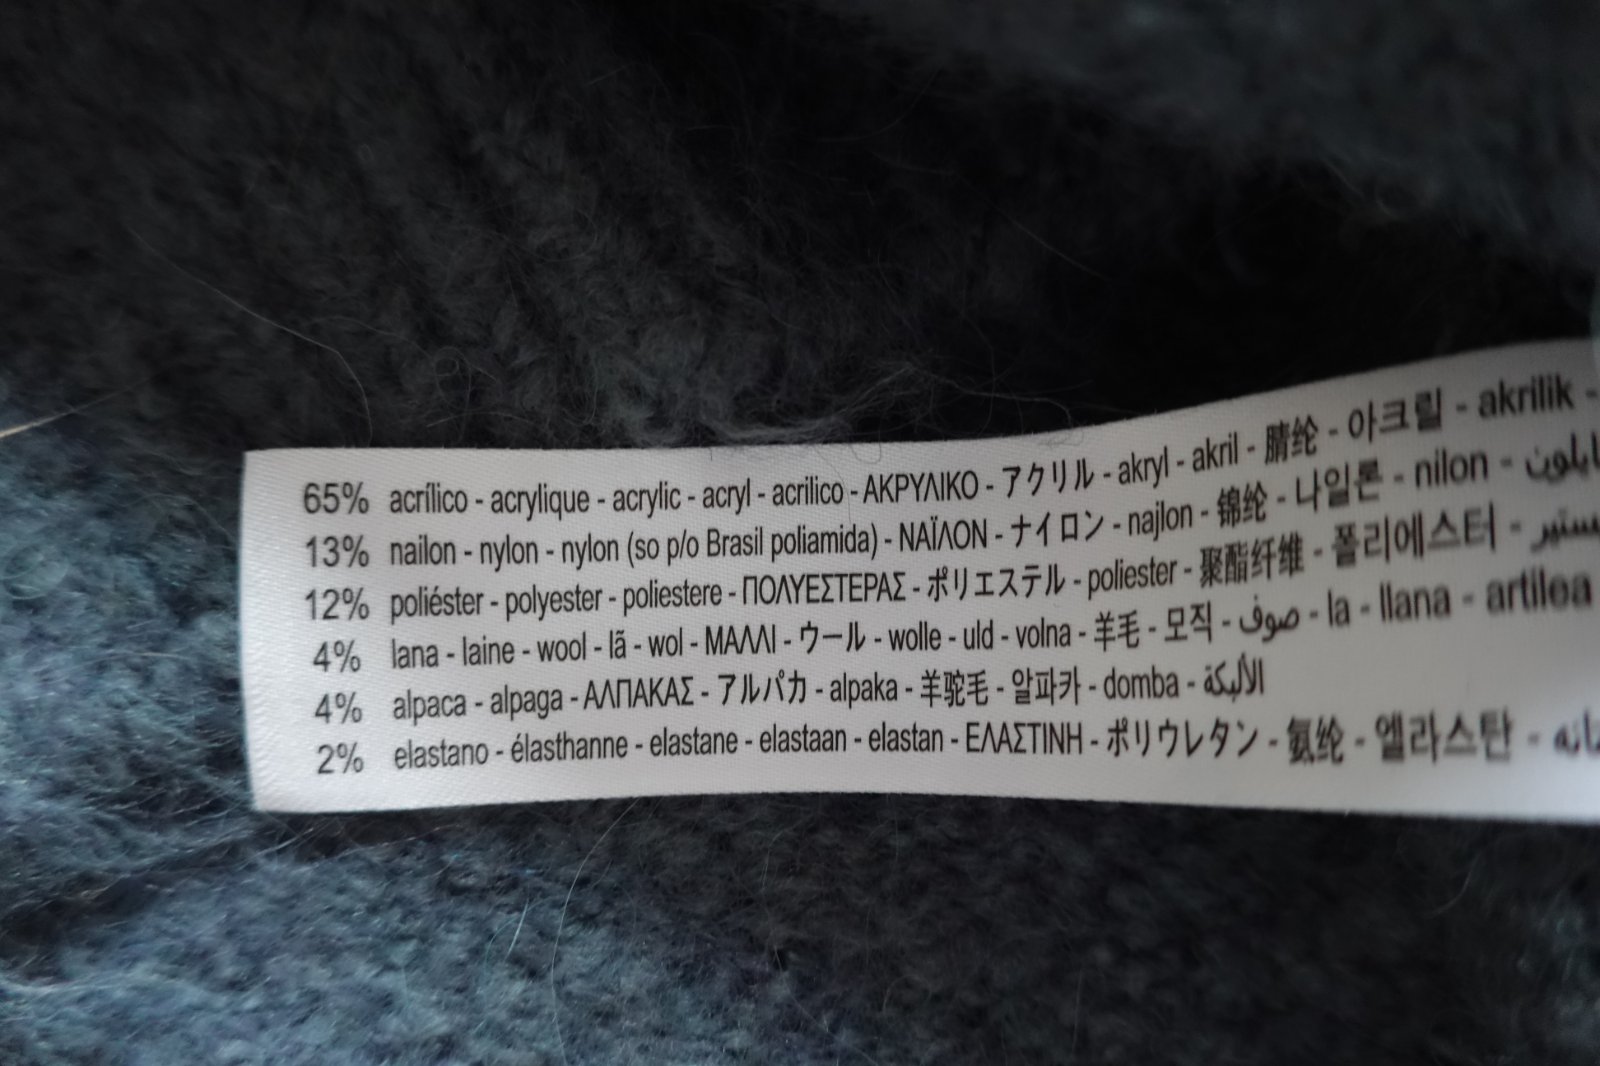 65% acrílico - acrylique - acrylic - acryl - acrilico - ΑΚΡΥΛΙΚΟ - アクリル - akryl - akril - 腈纶 - 아크릴 - akrilik -
13% nailon - nylon - nylon (so p/o Brasil poliamida) - ΝΑΪΛΟΝ - ナイロン - najlon - 锦纶 - 나일론 - nilon -
12% poliéster - polyester - poliestere - ΠΟΛΥΕΣΤΕΡΑΣ - ポリエステル - poliester - 聚酯纤维 - 폴리에스터 -
4% lana - laine - wool - lã - wol - ΜΑΛΛΙ - ウール - wolle - uld - volna - 羊毛 - 모직 - صوف - la - llana - artilea
4% alpaca - alpaga - ΑΛΠΑΚΑΣ - アルパカ - alpaka - 羊驼毛 - 알파카 - domba - الأليكة
2% elastano - élasthanne - elastane - elastaan - elastan - ΕΛΑΣΤΙΝΗ - ポリウレタン - 氨纶 - 엘라스탄 -